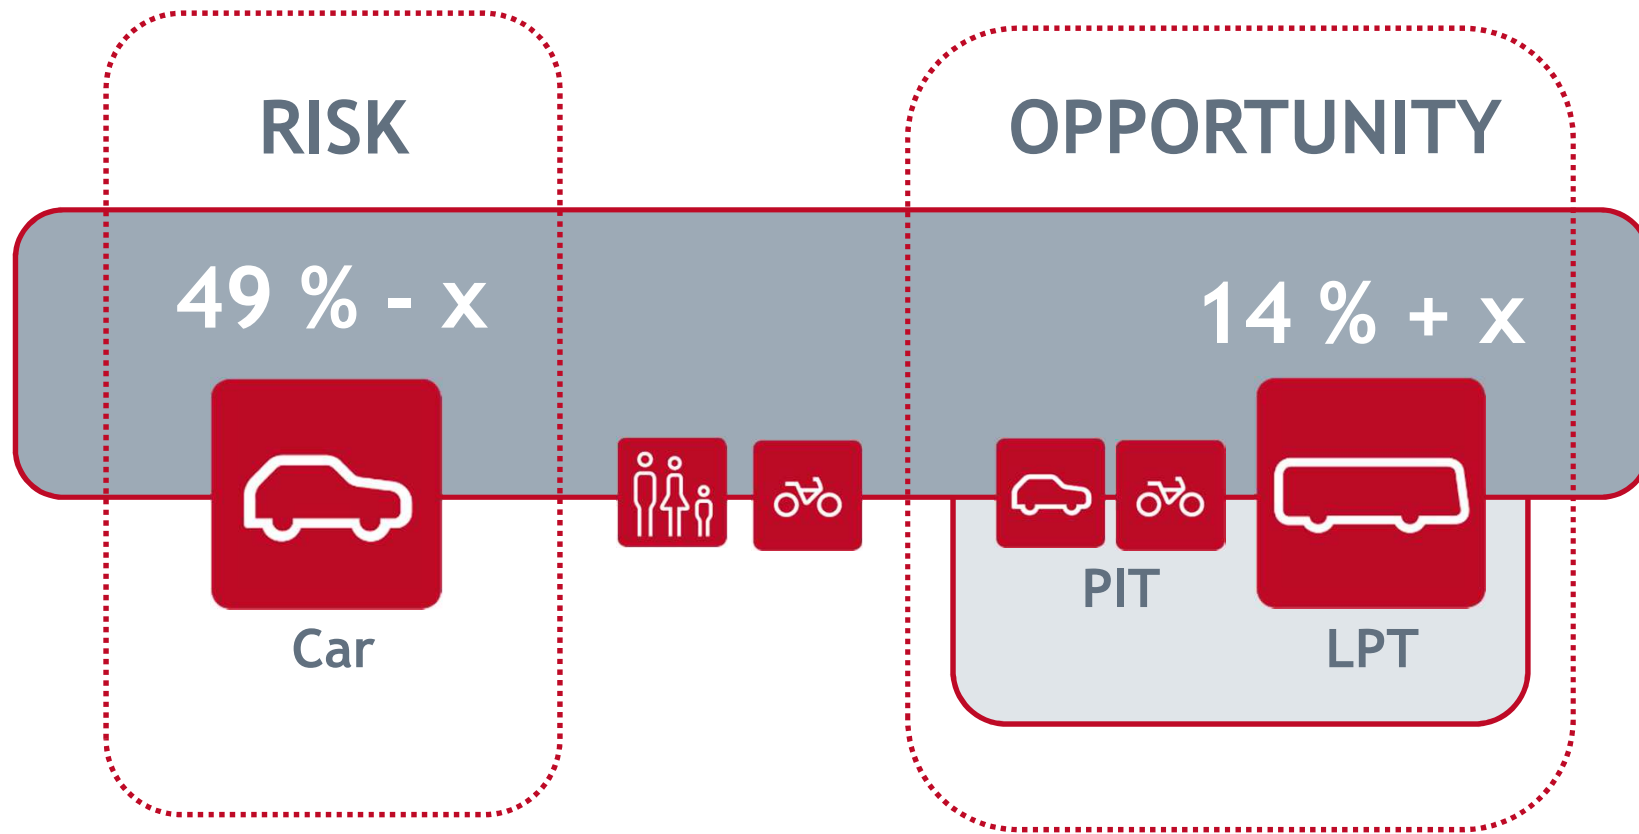 RISK
OPPORTUNITY
49 % - x
14 % + x
PIT
Car
LPT